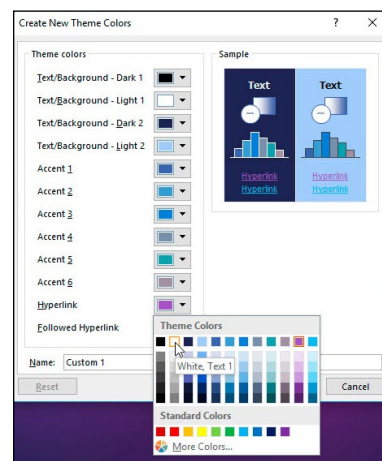 Create New Theme Colors
? ×
Theme colors
Sample
Text/Background - Dark 1
Text/Background - Light 1
Text/Background - Dark 2
Text/Background - Light 2
Accent 1
Accent 2
Accent 3
Accent 4
Accent 5
Accent 6
Hyperlink
Followed Hyperlink
Text Text
Hyperlink Hyperlink
Hyperlink Hyperlink
Theme Colors
White, Text 1
Standard Colors
More Colors...
Name: Custom 1
Reset
Cancel